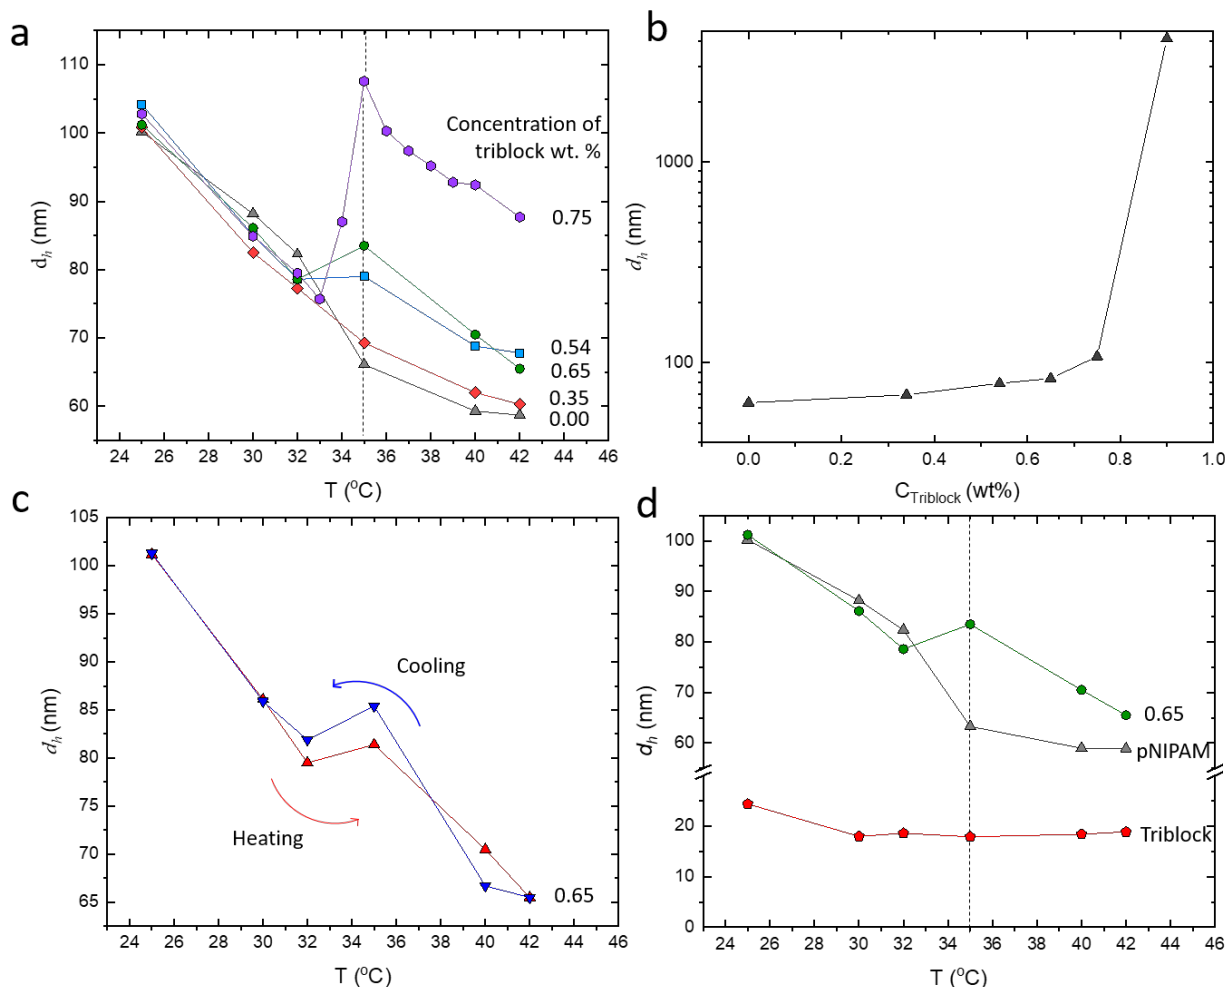 a
110
100
90
80
70
60
d_h (nm)
24 26 28 30 32 34 36 38 40 42 44 46
T (°C)
Concentration of
triblock wt. %
0.75
0.54
0.65
0.35
0.00
b
1000
100
d_h (nm)
0.0 0.2 0.4 0.6 0.8 1.0
C_Triblock (wt%)
c
105
100
95
90
85
80
75
70
65
d_h (nm)
24 26 28 30 32 34 36 38 40 42 44 46
T (°C)
Cooling
Heating
0.65
d
100
90
80
70
60
20
10
0
d_h (nm)
24 26 28 30 32 34 36 38 40 42 44 46
T (°C)
0.65
pNIPAM
Triblock